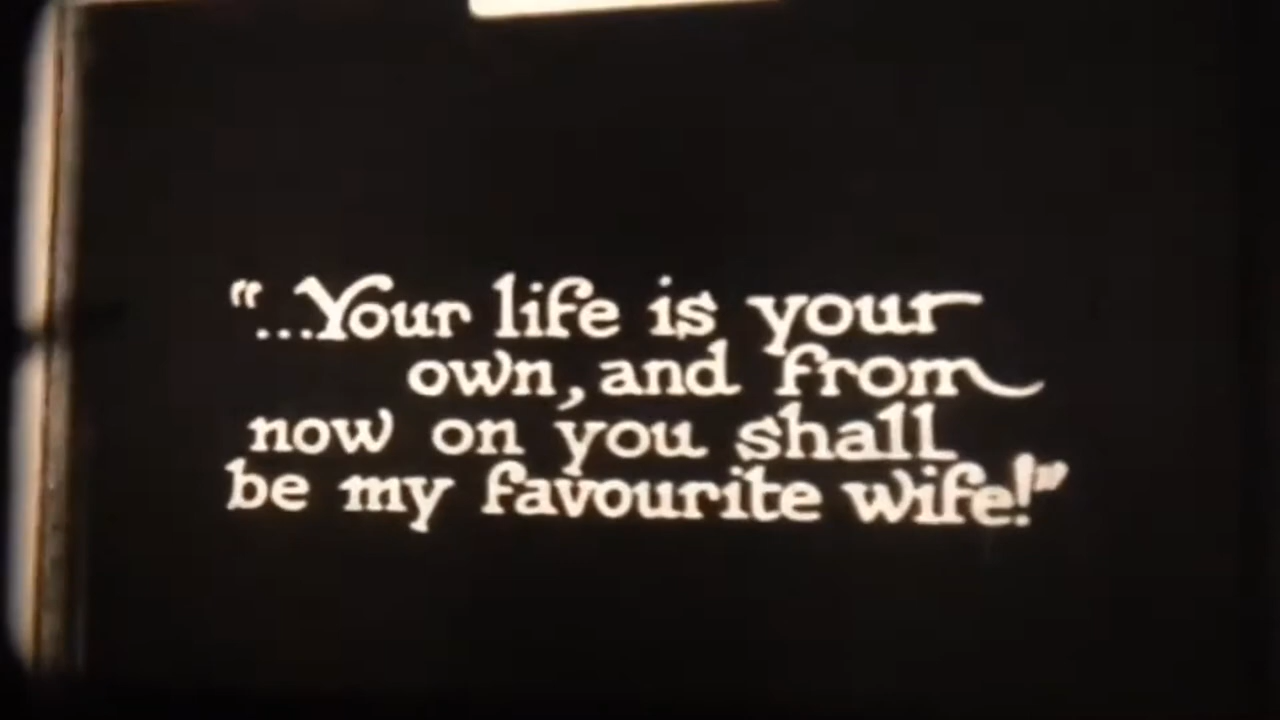 "...Your life is your
own, and from
now on you shall
be my favourite wife!"